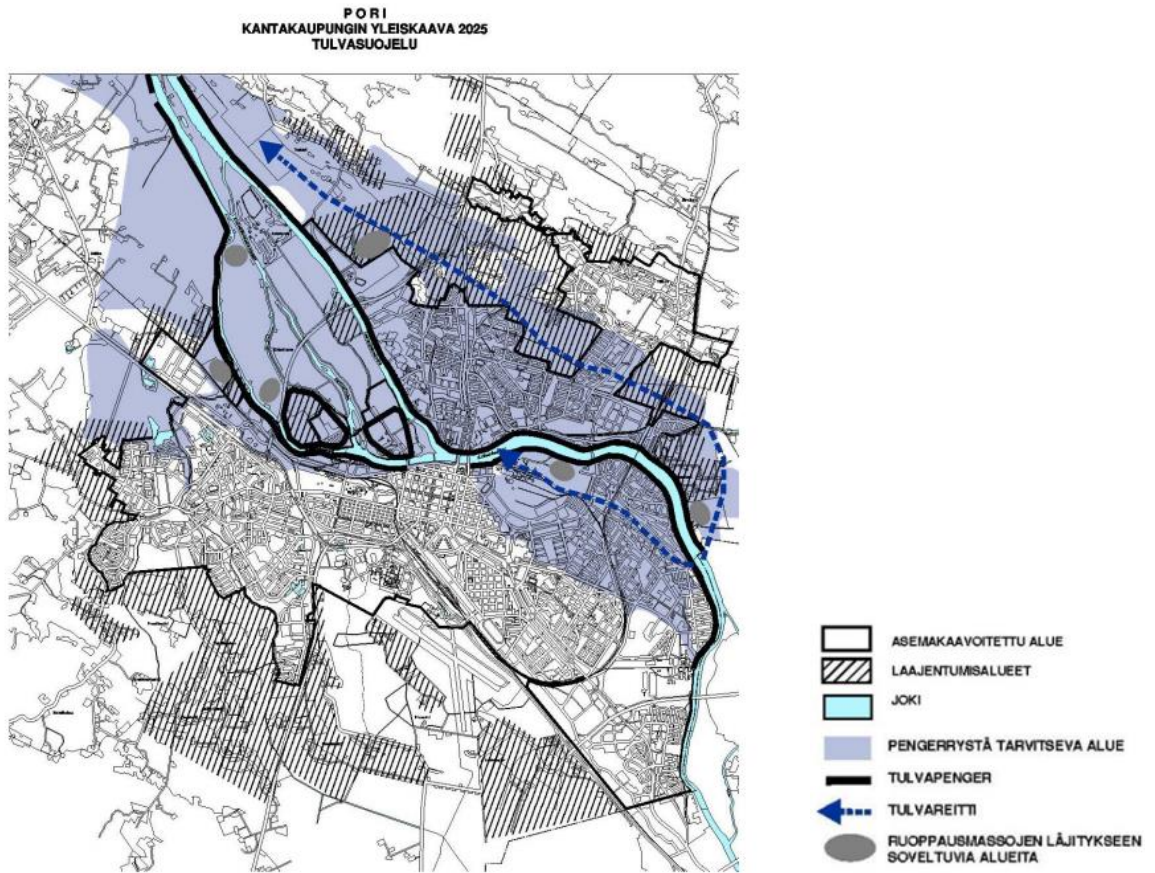 P O R I
KANTAKAUPUNGIN YLEISKAAVA 2025
TULVASUOJELU
ASEMAKAAVOITETTU ALUE
LAAJENTUMISALUEET
JOKI
PENGERRYSTÄ TARVITSEVA ALUE
TULVAPENGER
TULVAREITTI
RUOPPAUSMASSOJEN LÄJITYKSEEN
SOVELTUVIA ALUEITA